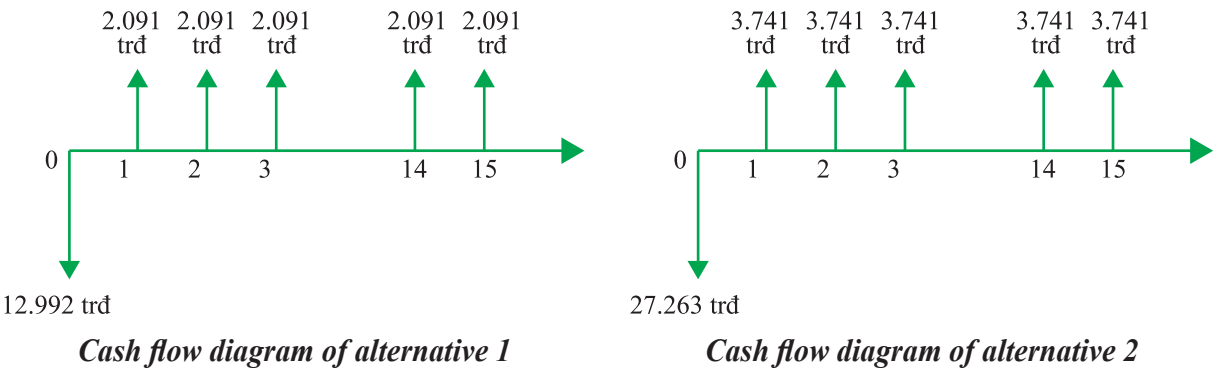 2.091 2.091 2.091 2.091 2.091
trđ trđ trđ trđ trđ
0
1 2 3 14 15
12.992 trđ
Cash flow diagram of alternative 1
3.741 3.741 3.741 3.741 3.741
trđ trđ trđ trđ trđ
0
1 2 3 14 15
27.263 trđ
Cash flow diagram of alternative 2